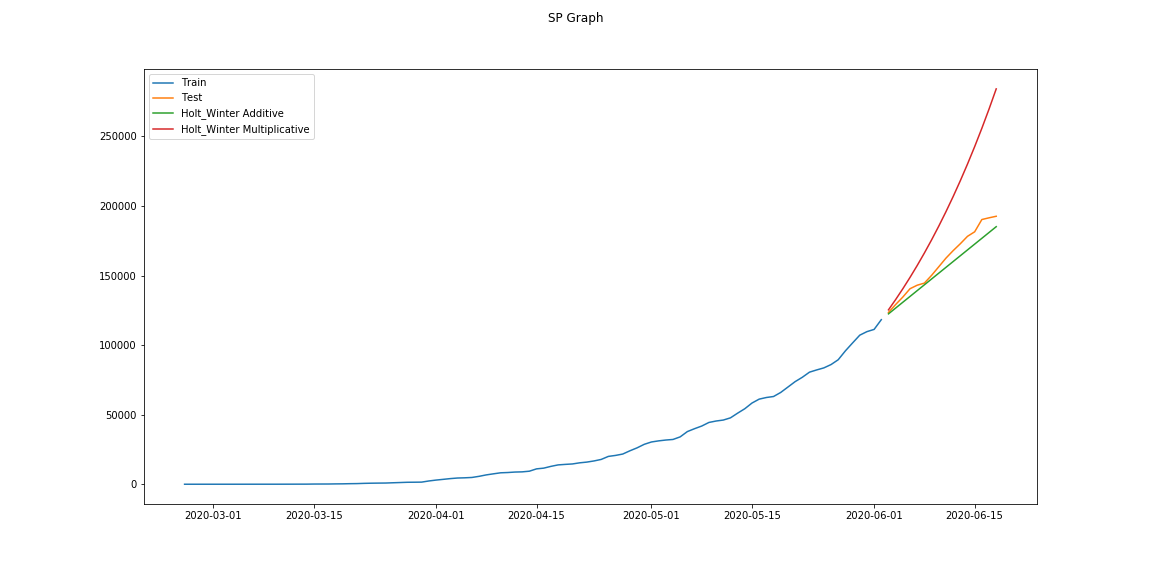 SP Graph
Train
Test
Holt_Winter Additive
Holt_Winter Multiplicative
250000
200000
150000
100000
50000
0
2020-03-01 2020-03-15 2020-04-01 2020-04-15 2020-05-01 2020-05-15 2020-06-01 2020-06-15